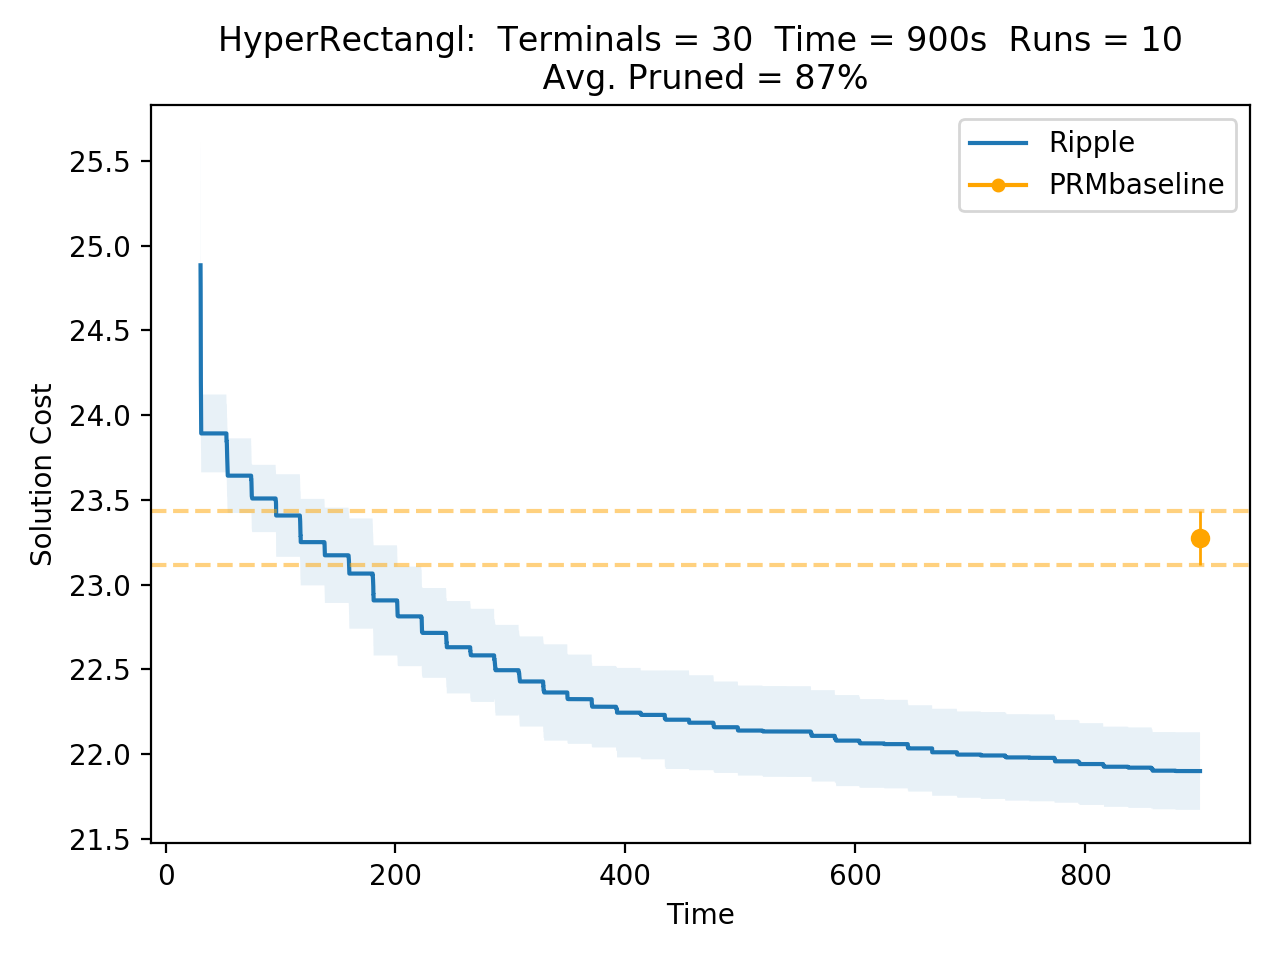 HyperRectangl: Terminals = 30 Time = 900s Runs = 10
Avg. Pruned = 87%
Ripple
PRMbaseline
25.5
25.0
24.5
24.0
23.5
23.0
22.5
22.0
21.5
Solution Cost
0 200 400 600 800
Time